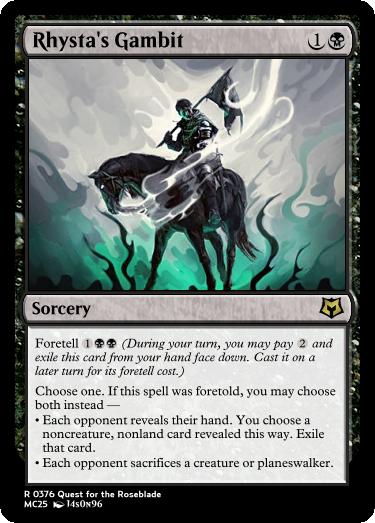 Rhysta's Gambit 1
Sorcery
Foretell 1 (During your turn, you may pay 2 and
exile this card from your hand face down. Cast it on a
later turn for its foretell cost.)
Choose one. If this spell was foretold, you may choose
both instead —
• Each opponent reveals their hand. You choose a
noncreature, nonland card revealed this way. Exile
that card.
• Each opponent sacrifices a creature or planeswalker.
R 0376 Quest for the Roseblade
MC25 I4s0N96